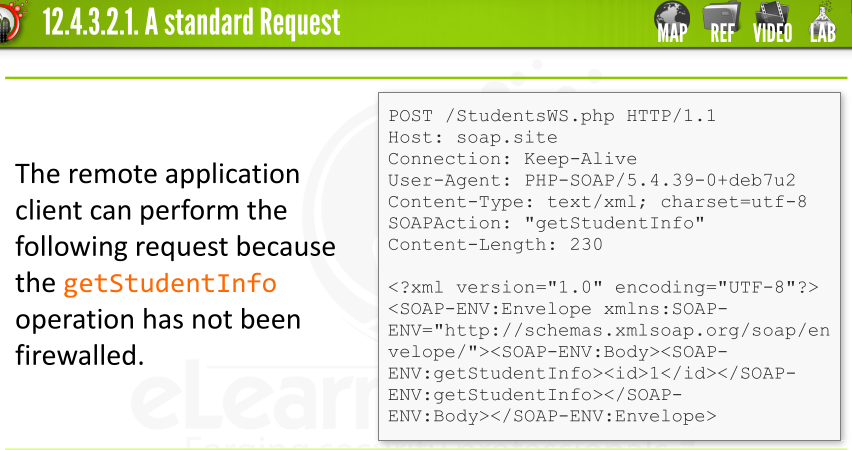 12.4.3.2.1. A standard Request
MAP REF VIDEO LAB
The remote application
client can perform the
following request because
the getStudentInfo
operation has not been
firewalled.
POST /StudentsWS.php HTTP/1.1
Host: soap.site
Connection: Keep-Alive
User-Agent: PHP-SOAP/5.4.39-0+deb7u2
Content-Type: text/xml; charset=utf-8
SOAPAction: "getStudentInfo"
Content-Length: 230
<?xml version="1.0" encoding="UTF-8"?>
<SOAP-ENV:Envelope xmlns:SOAP-
ENV="http://schemas.xmlsoap.org/soap/en
velope/"><SOAP-ENV:Body><SOAP-
ENV:getStudentInfo><id>1</id></SOAP-
ENV:getStudentInfo></SOAP-
ENV:Body></SOAP-ENV:Envelope>
eLear